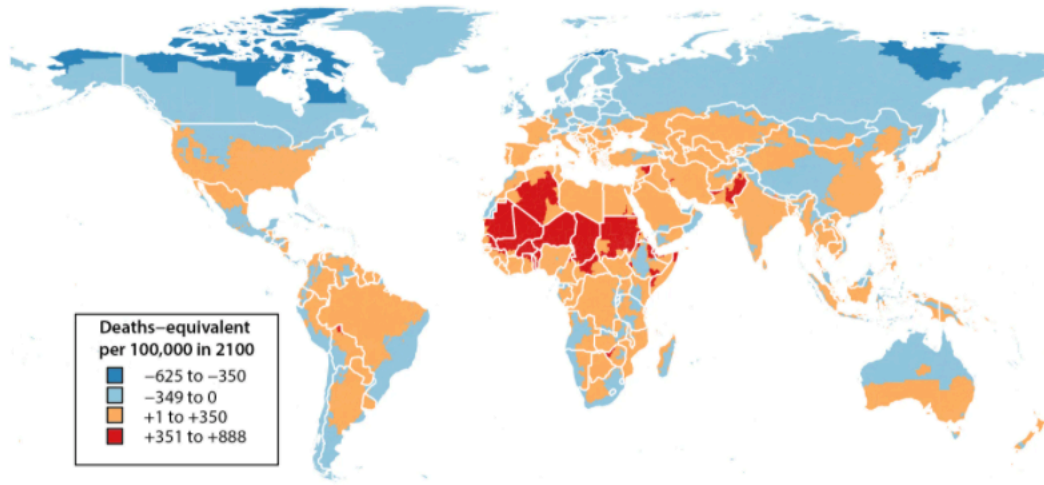 Deaths−equivalent
per 100,000 in 2100
−625 to −350
−349 to 0
+1 to +350
+351 to +888